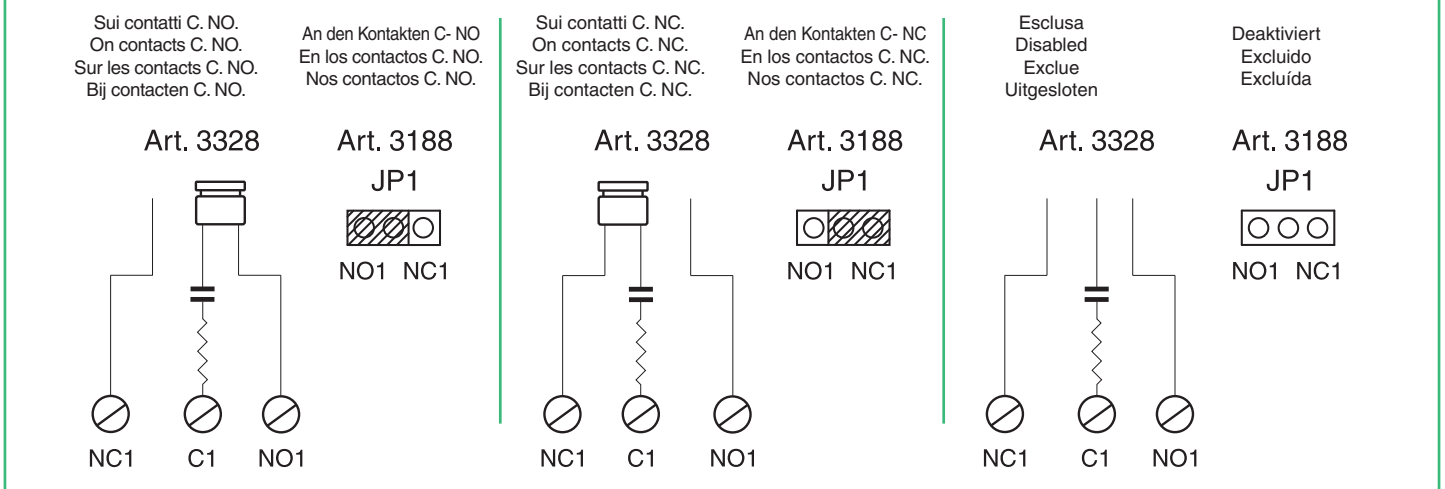 Sui contatti C. NO.
On contacts C. NO.
Sur les contacts C. NO.
Bij contacten C. NO.
An den Kontakten C- NO
En los contactos C. NO.
Nos contactos C. NO.
Art. 3328
Art. 3188
JP1
NO1 NC1
NC1 C1 NO1
Sui contatti C. NC.
On contacts C. NC.
Sur les contacts C. NC.
Bij contacten C. NC.
An den Kontakten C- NC
En los contactos C. NC.
Nos contactos C. NC.
Art. 3328
Art. 3188
JP1
NO1 NC1
NC1 C1 NO1
Esclusa
Disabled
Exclue
Uitgesloten
Deaktiviert
Excluido
Excluída
Art. 3328
Art. 3188
JP1
NO1 NC1
NC1 C1 NO1